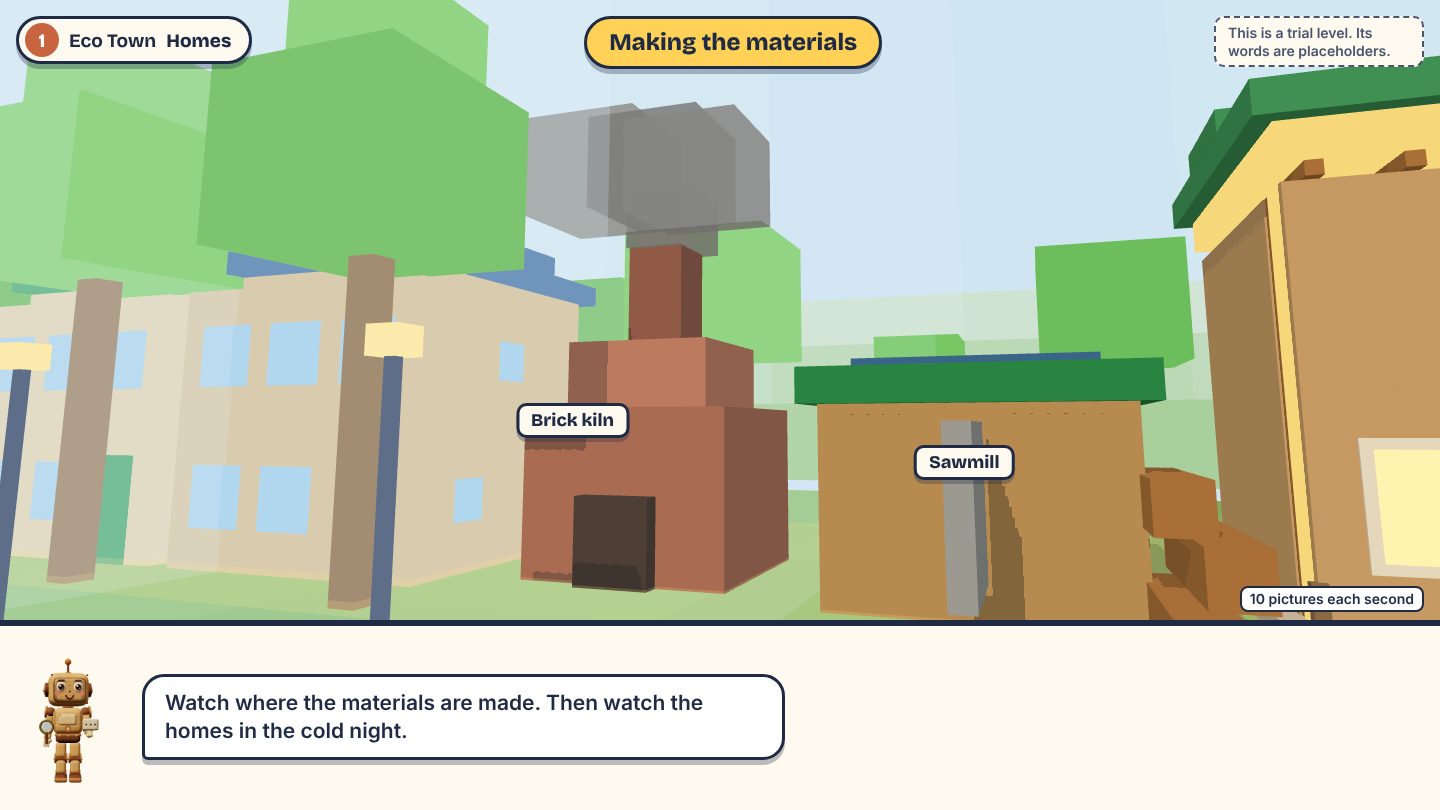 1 Eco Town Homes
Making the materials
This is a trial level. Its
words are placeholders.
Brick kiln
Sawmill
10 pictures each second
Watch where the materials are made. Then watch the
homes in the cold night.